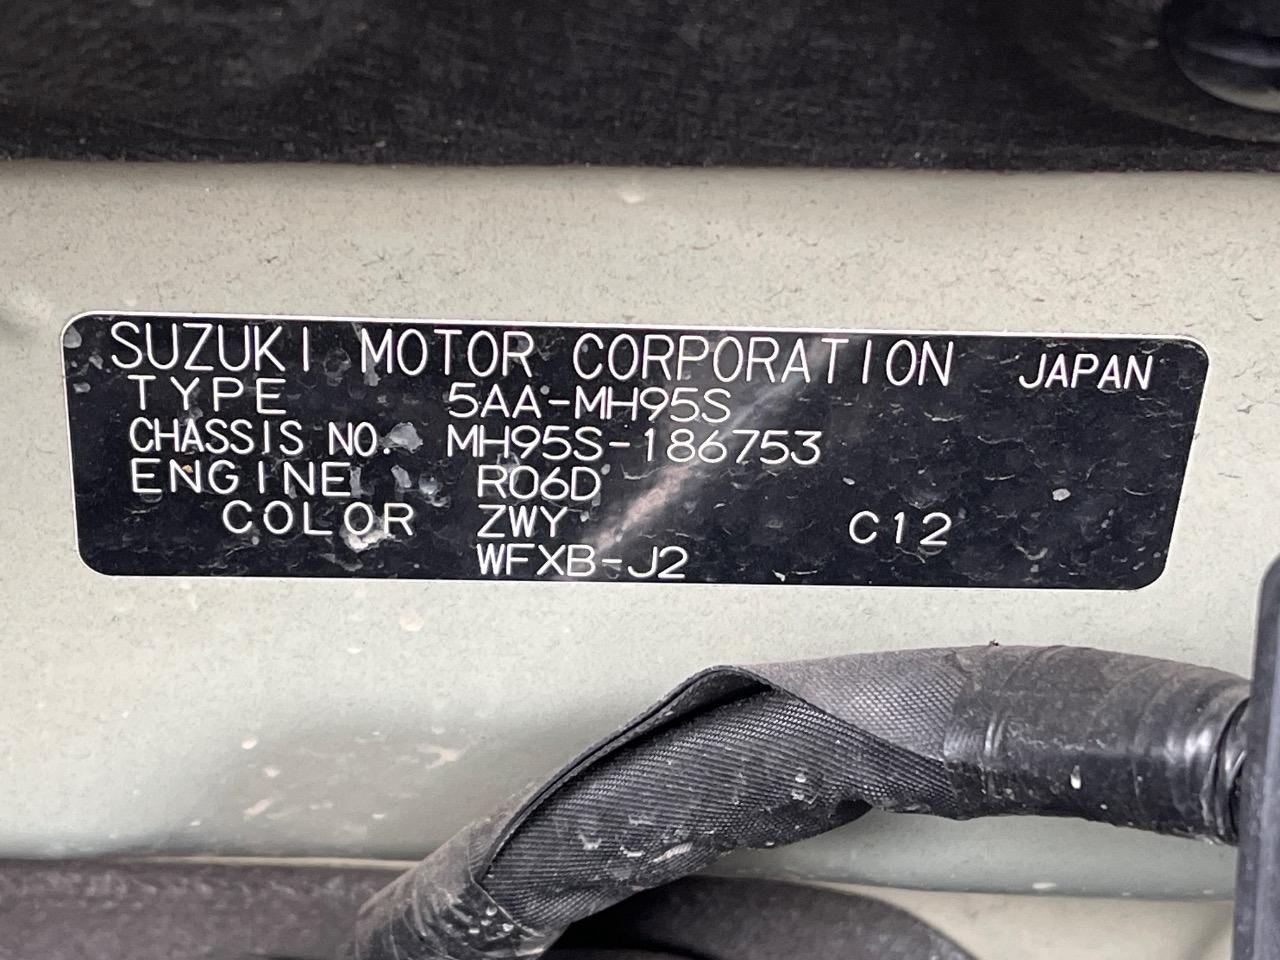 SUZUKI MOTOR CORPORATION JAPAN
TYPE 5AA-MH95S
CHASSIS NO. MH95S-186753
ENGINE R06D
COLOR ZWY C12
WFXB-J2